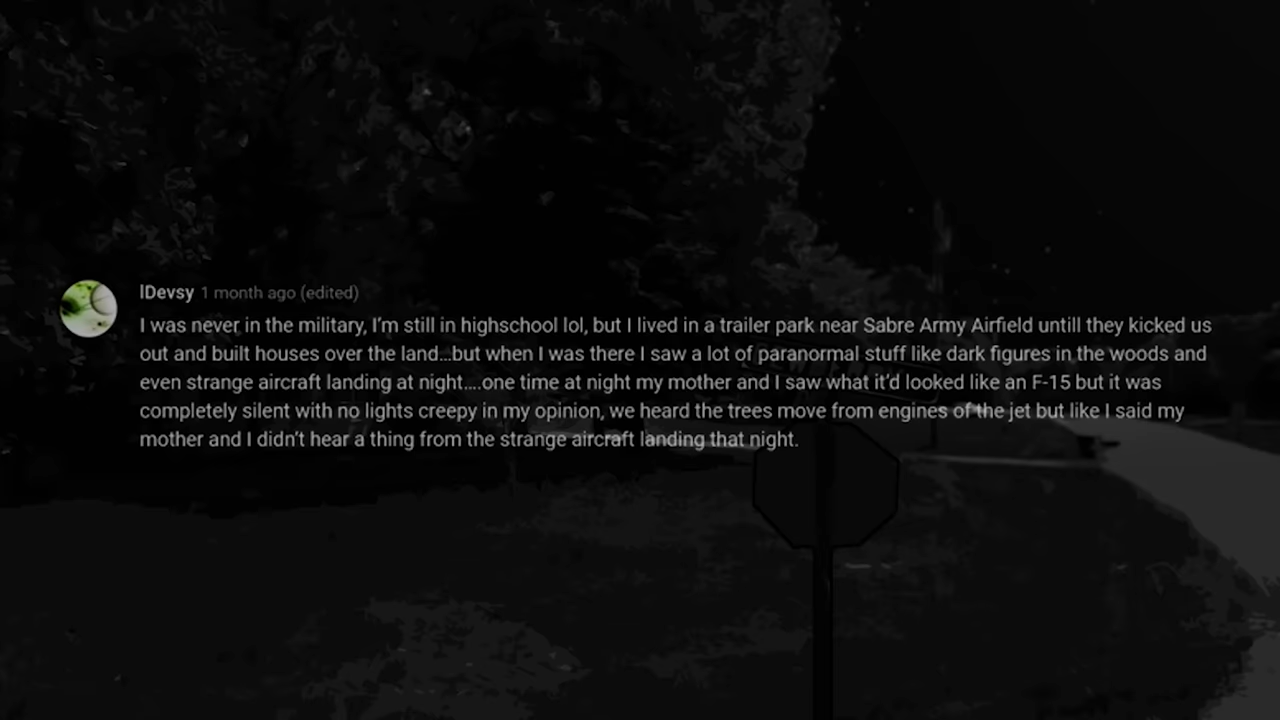 lDevsy 1 month ago (edited)
I was never in the military, I'm still in highschool lol, but I lived in a trailer park near Sabre Army Airfield untill they kicked us
out and built houses over the land...but when I was there I saw a lot of paranormal stuff like dark figures in the woods and
even strange aircraft landing at night....one time at night my mother and I saw what it'd looked like an F-15 but it was
completely silent with no lights creepy in my opinion, we heard the trees move from engines of the jet but like I said my
mother and I didn't hear a thing from the strange aircraft landing that night.